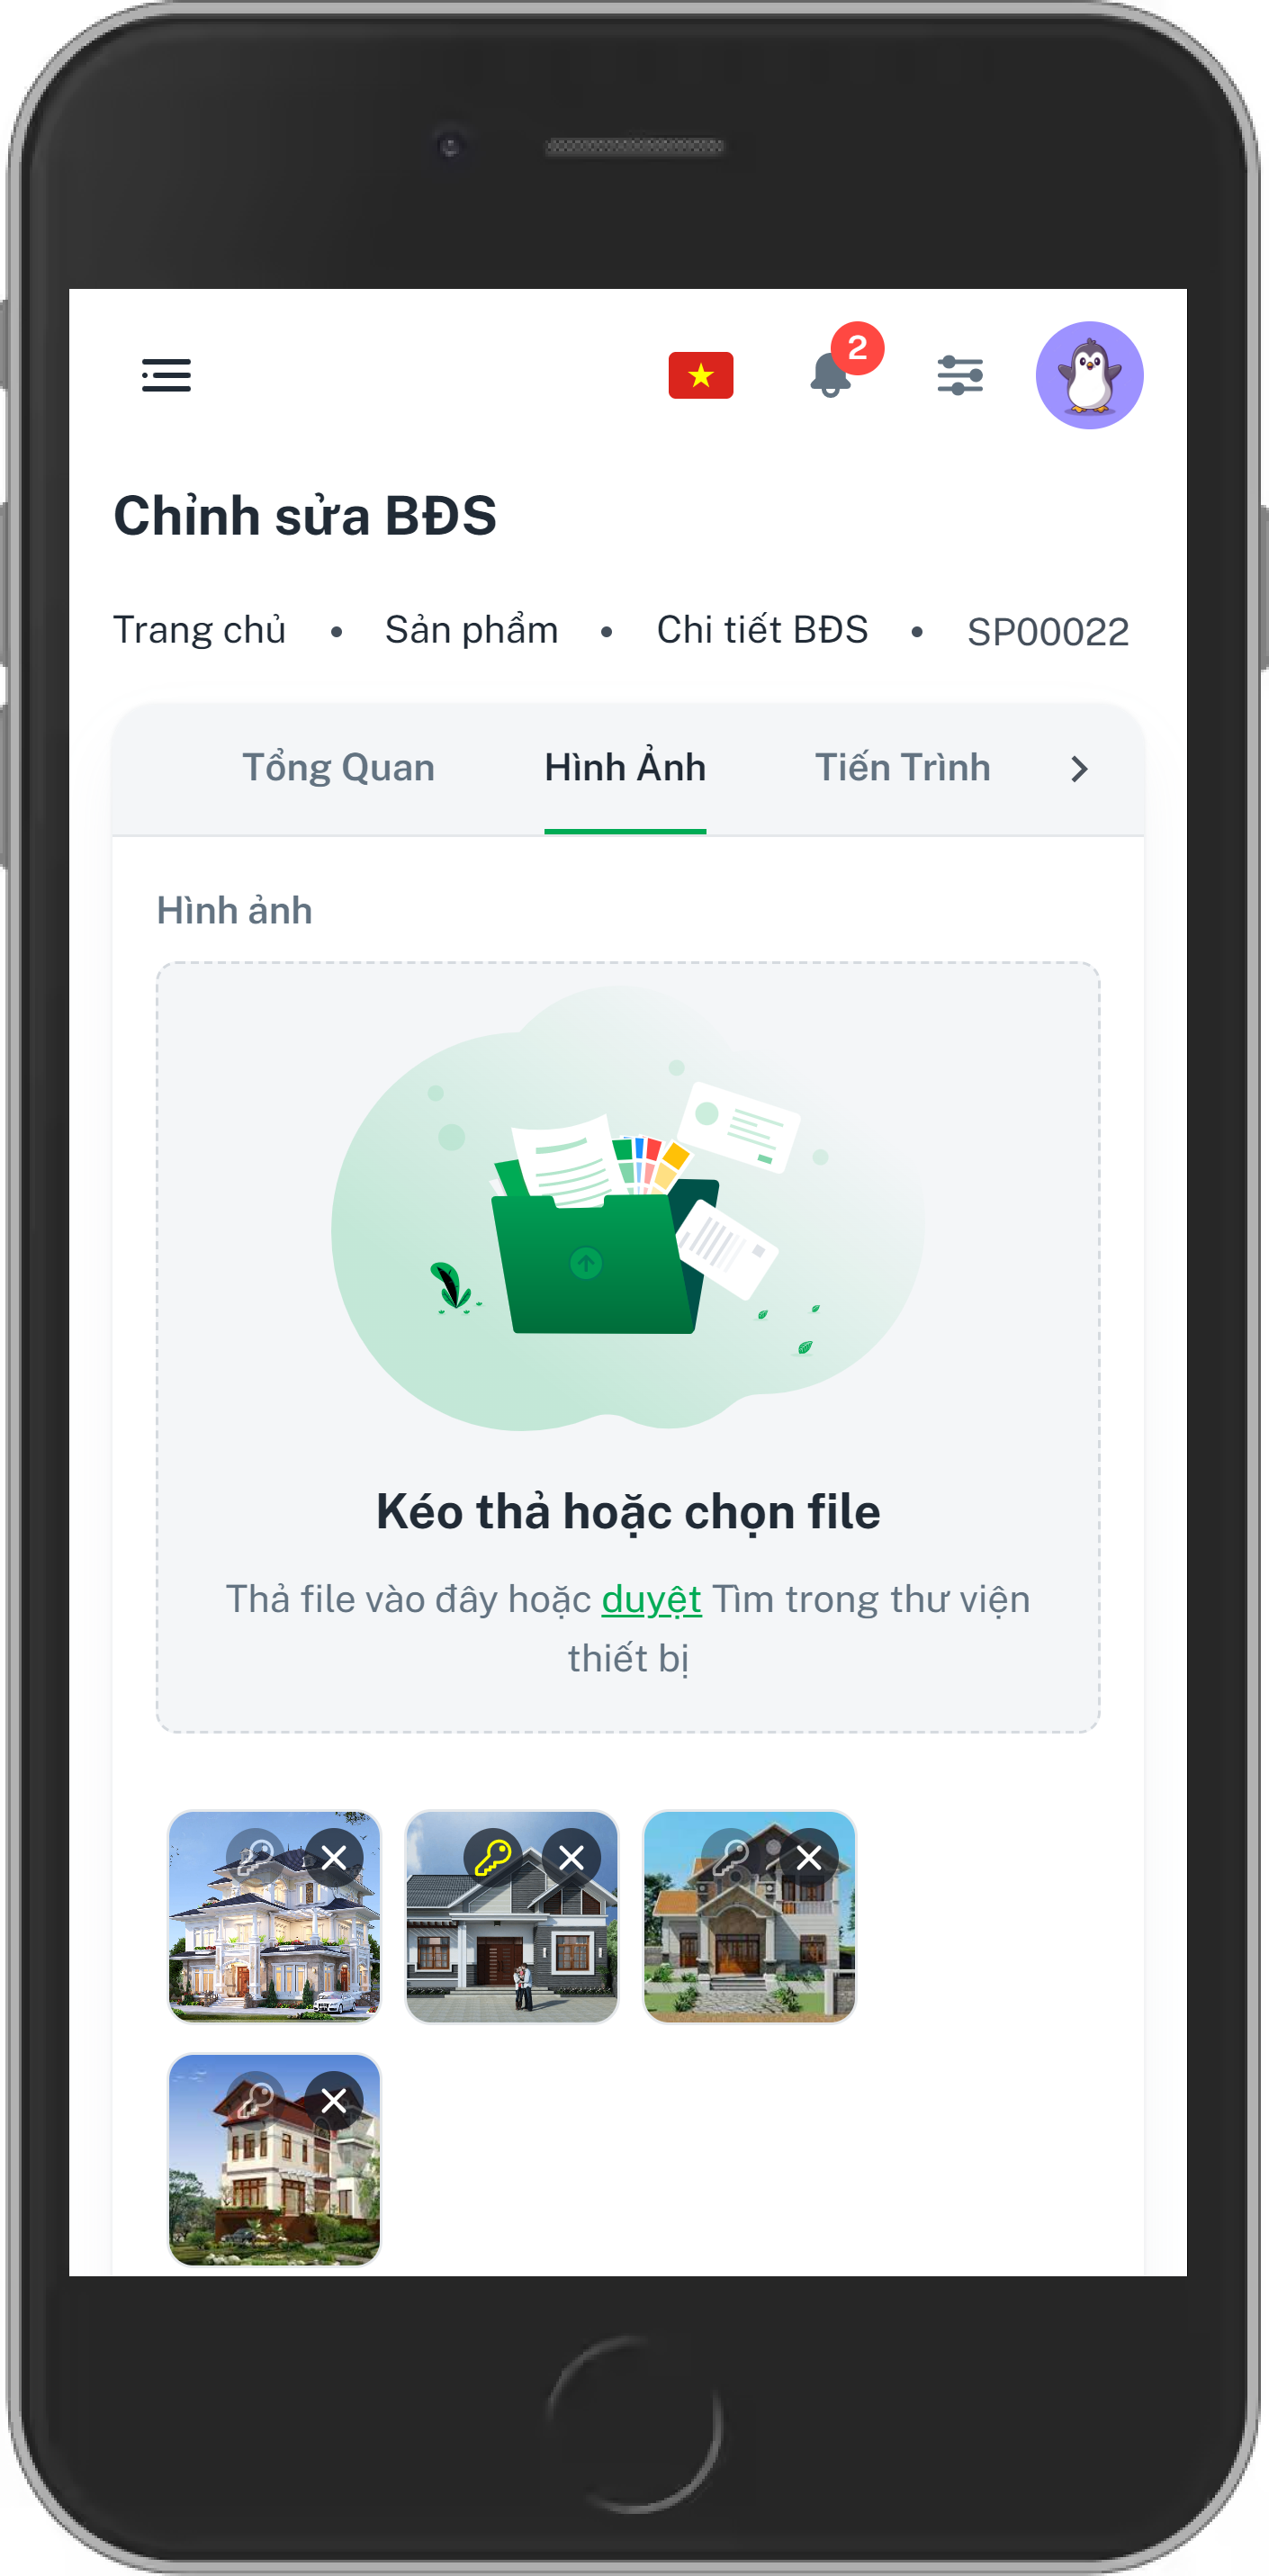 2
Chỉnh sửa BĐS
Trang chủ • Sản phẩm • Chi tiết BĐS • SP00022
Tổng Quan Hình Ảnh Tiến Trình
Hình ảnh
Kéo thả hoặc chọn file
Thả file vào đây hoặc duyệt Tìm trong thư viện
thiết bị